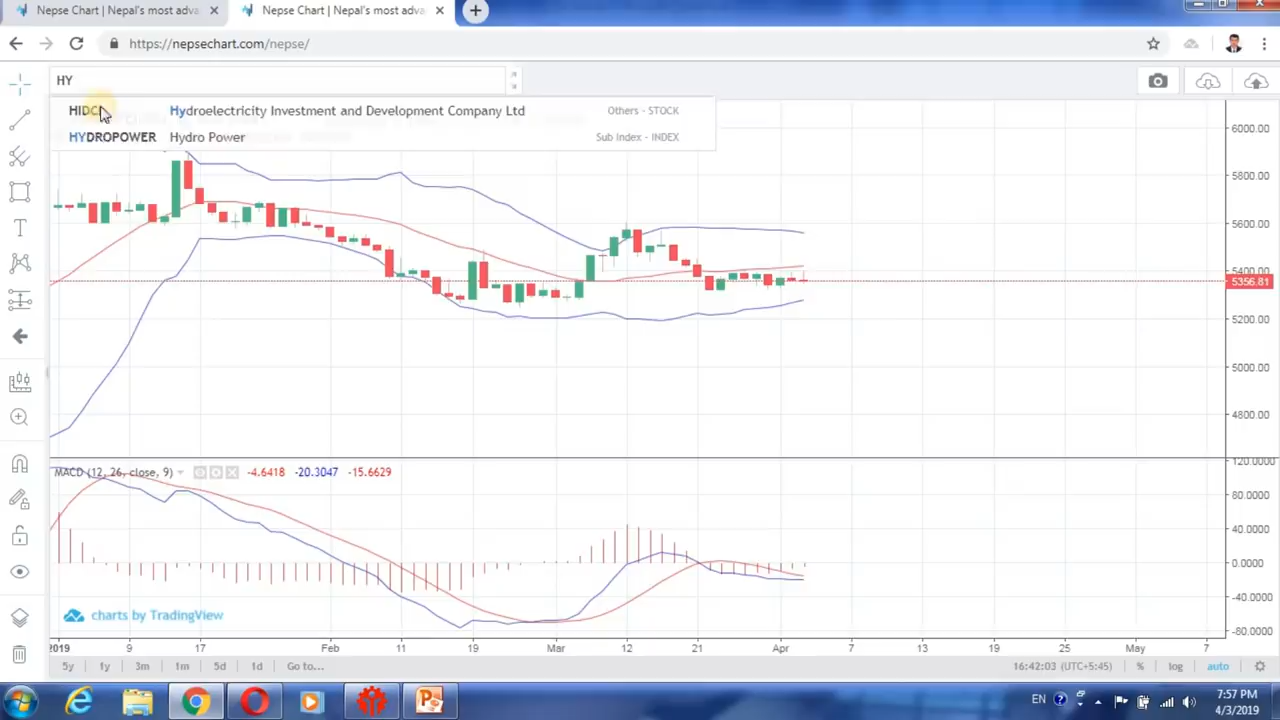 Nepse Chart | Nepal's most adva
Nepse Chart | Nepal's most adva
https://nepsechart.com/nepse/
HY
HIDC Hydroelectricity Investment and Development Company Ltd Others - STOCK
HYDROPOWER Hydro Power Sub Index - INDEX
6000.00
5800.00
5600.00
5400.00
5356.81
5200.00
5000.00
4800.00
MACD (12, 26, close, 9) -4.6418 -20.3047 -15.6629
120.0000
80.0000
40.0000
0.0000
-40.0000
-80.0000
charts by TradingView
2019 9 17 Feb 11 19 Mar 12 21 Apr 7 13 19 25 May 7
5y 1y 3m 1m 5d 1d Go to... 16:42:03 (UTC+5:45) % log auto
EN 7:57 PM
4/3/2019